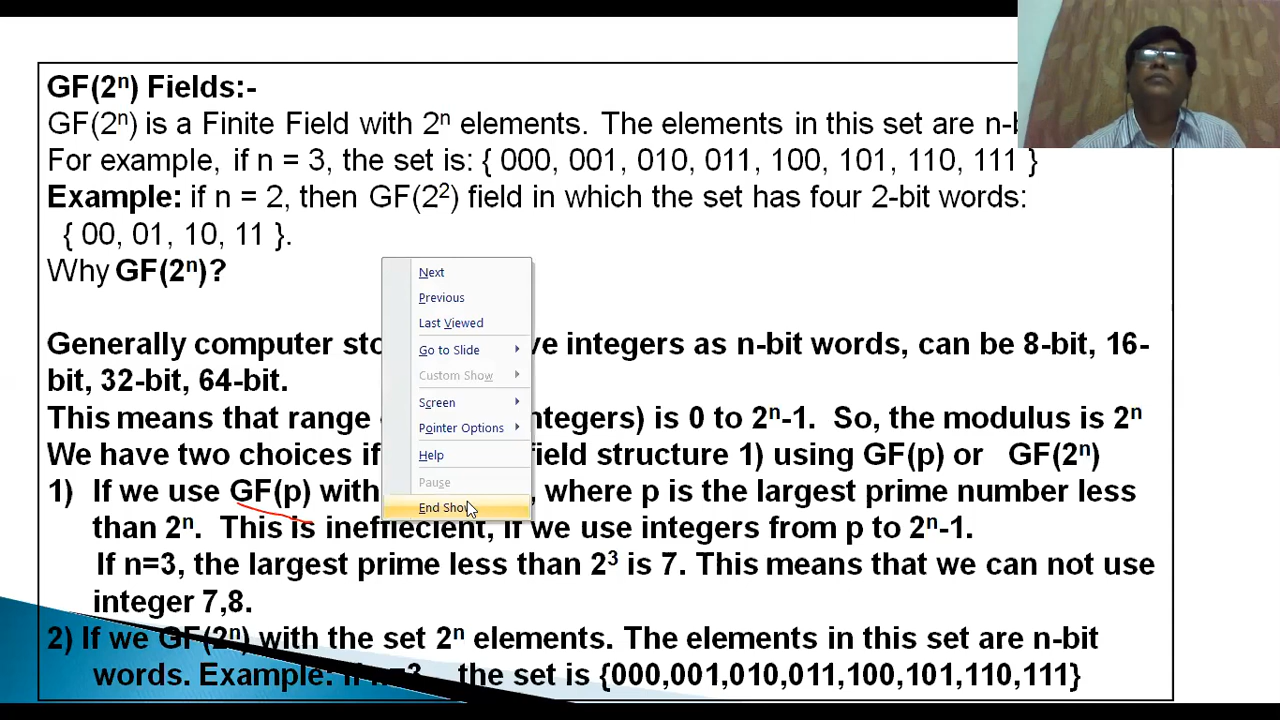 GF(2ⁿ) Fields:-
GF(2ⁿ) is a Finite Field with 2ⁿ elements. The elements in this set are n-b
For example, if n = 3, the set is: { 000, 001, 010, 011, 100, 101, 110, 111 }
Example: if n = 2, then GF(2²) field in which the set has four 2-bit words:
{ 00, 01, 10, 11 }.
Why GF(2ⁿ)?
Next
Previous
Last Viewed
Go to Slide
Custom Show
Screen
Pointer Options
Help
Pause
End Show
Generally computer sto ve integers as n-bit words, can be 8-bit, 16-
bit, 32-bit, 64-bit.
This means that range ntegers) is 0 to 2ⁿ-1. So, the modulus is 2ⁿ
We have two choices if field structure 1) using GF(p) or GF(2ⁿ)
1) If we use GF(p) with , where p is the largest prime number less
than 2ⁿ. This is ineffiecient, if we use integers from p to 2ⁿ-1.
If n=3, the largest prime less than 2³ is 7. This means that we can not use
integer 7,8.
2) If we GF(2ⁿ) with the set 2ⁿ elements. The elements in this set are n-bit
words. Example: If n=3 the set is {000,001,010,011,100,101,110,111}